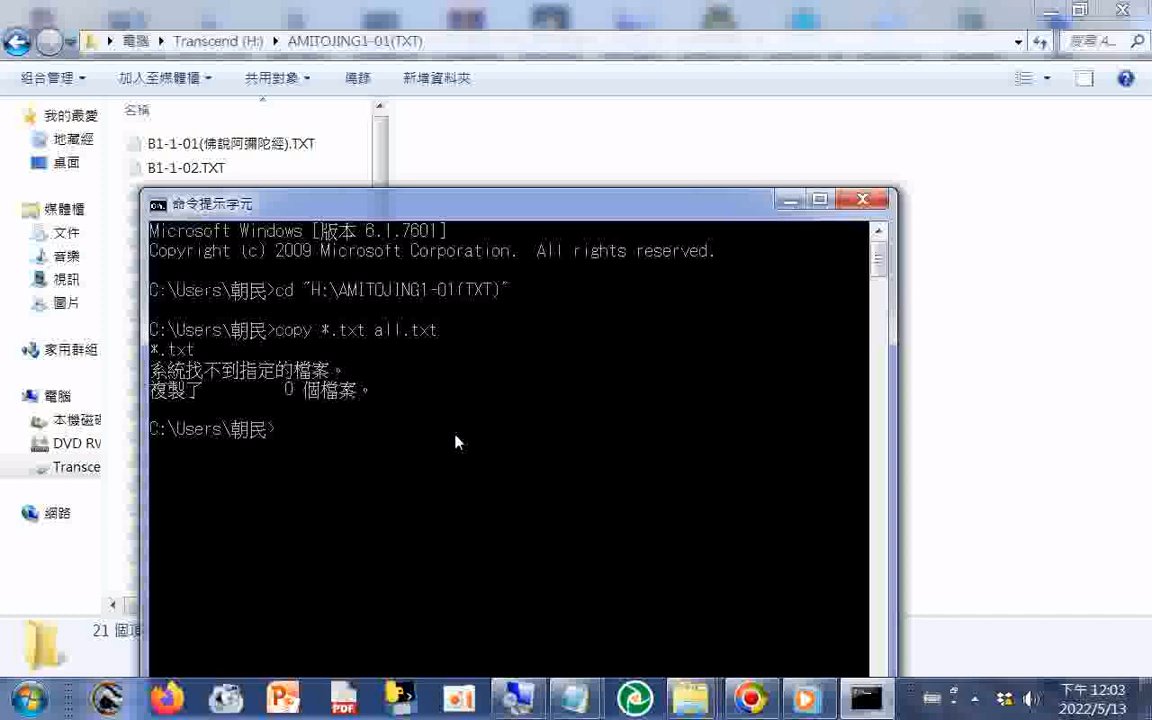 電腦 ▸ Transcend (H:) ▸ AMITOJING1-01(TXT)
搜尋 A...
組合管理 加入至媒體櫃 共用對象 燒錄 新增資料夾
我的最愛
地藏經
桌面
媒體櫃
文件
音樂
視訊
圖片
家用群組
電腦
本機磁碟
DVD RW
Transce
網路
名稱
B1-1-01(佛說阿彌陀經).TXT
B1-1-02.TXT
命令提示字元
Microsoft Windows [版本 6.1.7601]
Copyright (c) 2009 Microsoft Corporation.  All rights reserved.
C:\Users\朝民>cd "H:\AMITOJING1-01(TXT)"
C:\Users\朝民>copy *.txt all.txt
*.txt
系統找不到指定的檔案。
複製了         0 個檔案。
C:\Users\朝民>
21 個項
PDF
下午 12:03
2022/5/13